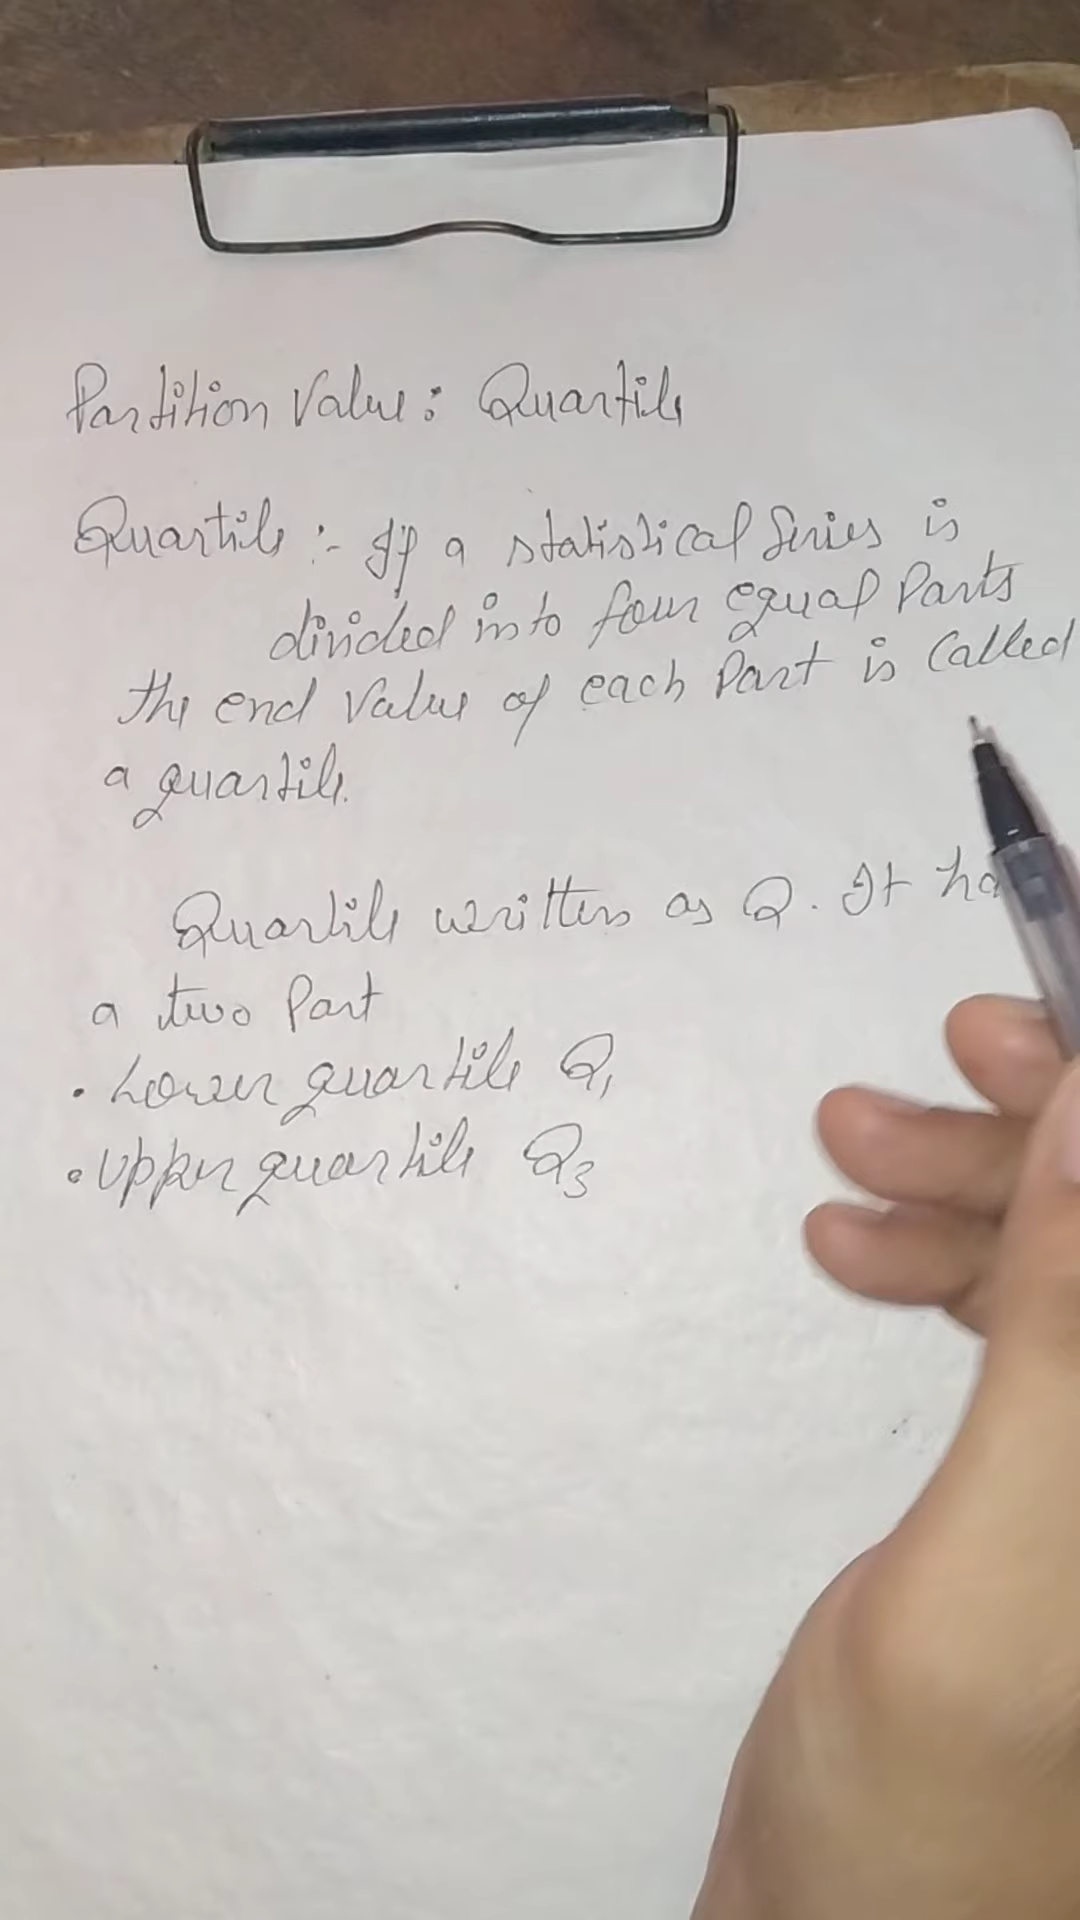 Partition Value: Quartile
Quartile :- If a statistical Series is
divided into four equal Parts
the end Value of each Part is Called
a quartile.
Quartile written as Q. It ha
a two Part
• Lower quartile Q₁
• Upper quartile Q₃